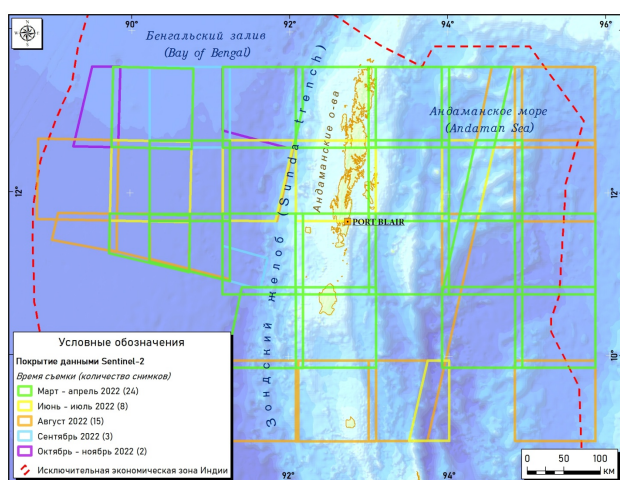 90°
92°
94°
96°
Бенгальский залив
(Bay of Bengal)
Андаманское море
(Andaman Sea)
Андаманские о-ва
Зондский желоб (Sunda trench)
12°
12°
PORT BLAIR
10°
Условные обозначения
Покрытие данными Sentinel-2
Время съемки (количество снимков)
Март - апрель 2022 (24)
Июнь - июль 2022 (8)
Август 2022 (15)
Сентябрь 2022 (3)
Октябрь - ноябрь 2022 (2)
Исключительная экономическая зона Индии
0 50 100
КМ
92°
94°